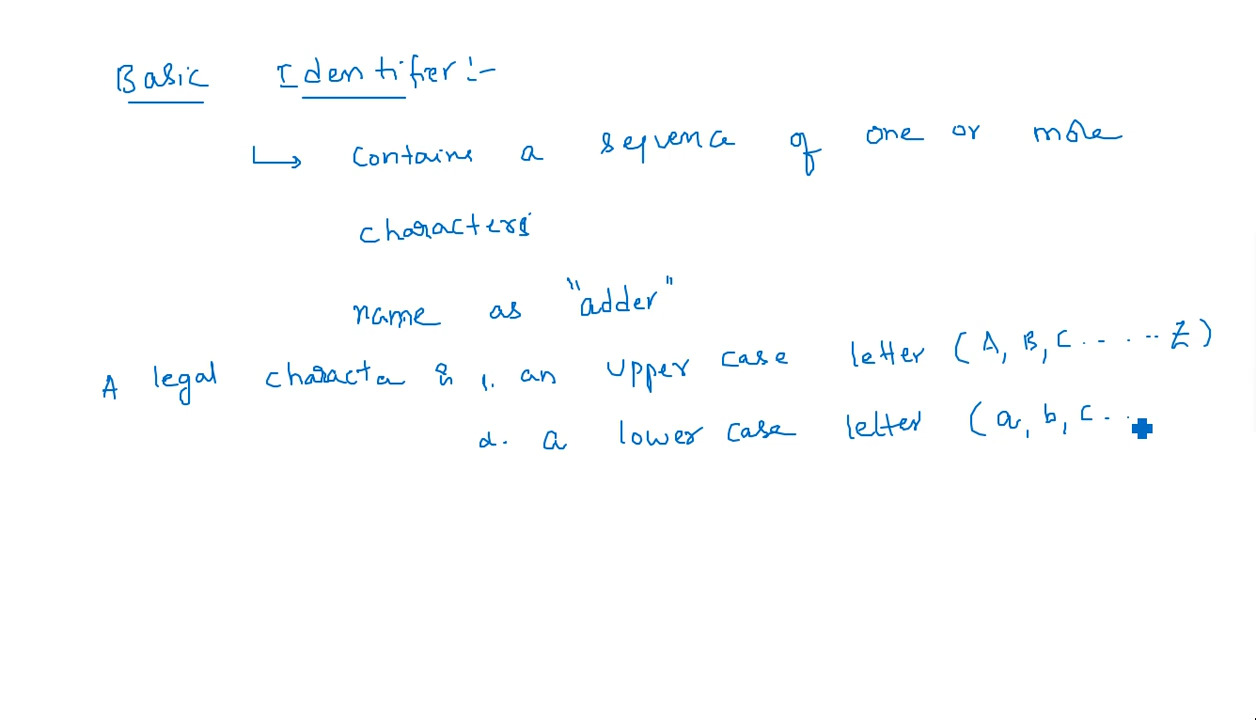 Basic Identifier :-
↳ Contains a sequence of one or more
characters
name as "adder"
A legal character is 1. an upper case letter (A, B, C . . . . . Z)
2. a lower case letter (a, b, c . . .